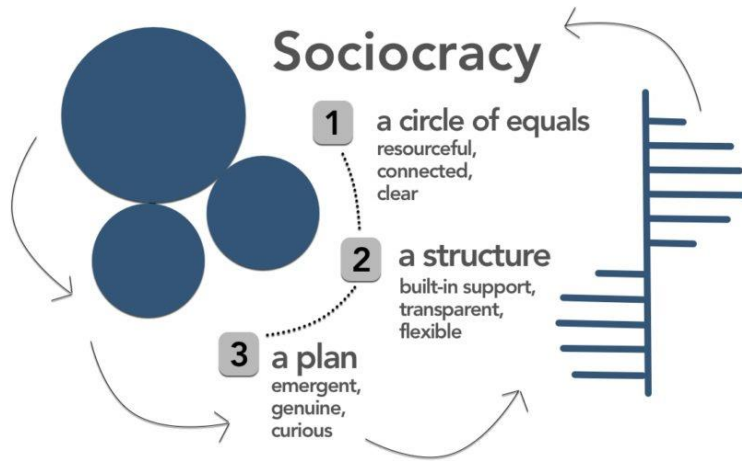 Sociocracy
1
a circle of equals
resourceful,
connected,
clear
2
a structure
built-in support,
transparent,
flexible
3
a plan
emergent,
genuine,
curious